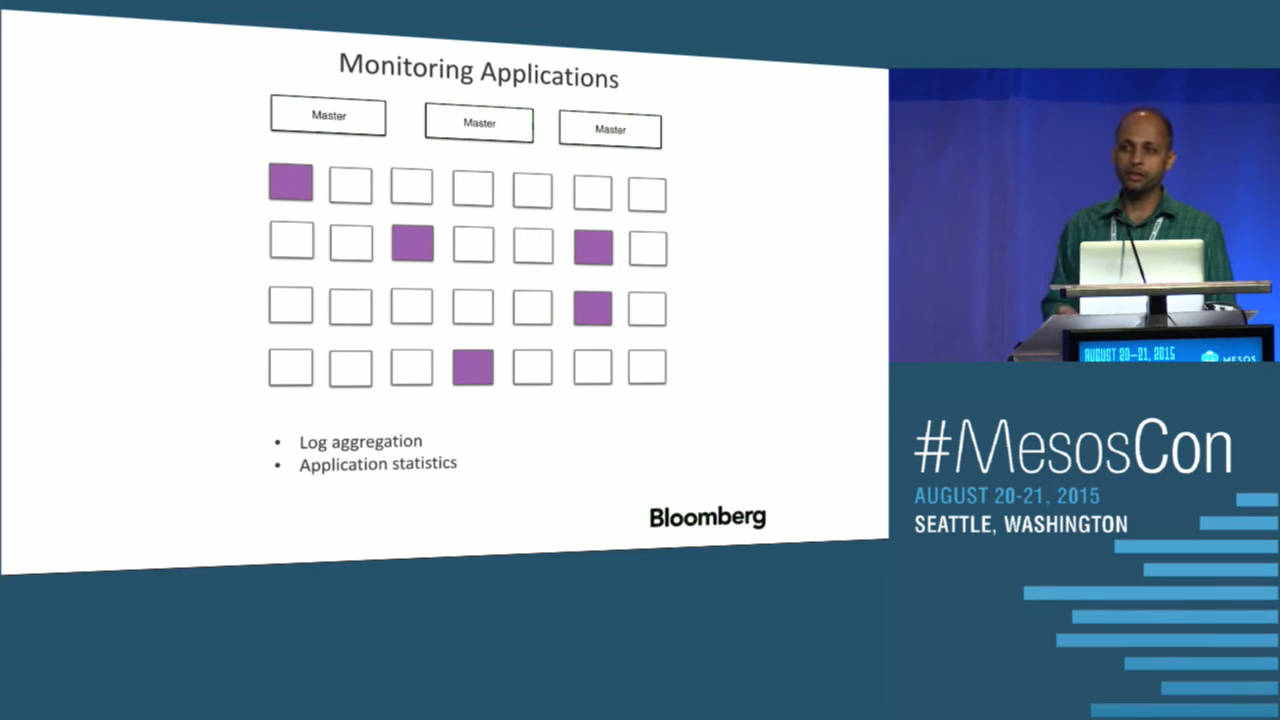 Monitoring Applications
Master
Master
Master
• Log aggregation
• Application statistics
Bloomberg
AUGUST 20–21, 2015
MESOS
#MesosCon
AUGUST 20-21, 2015
SEATTLE, WASHINGTON